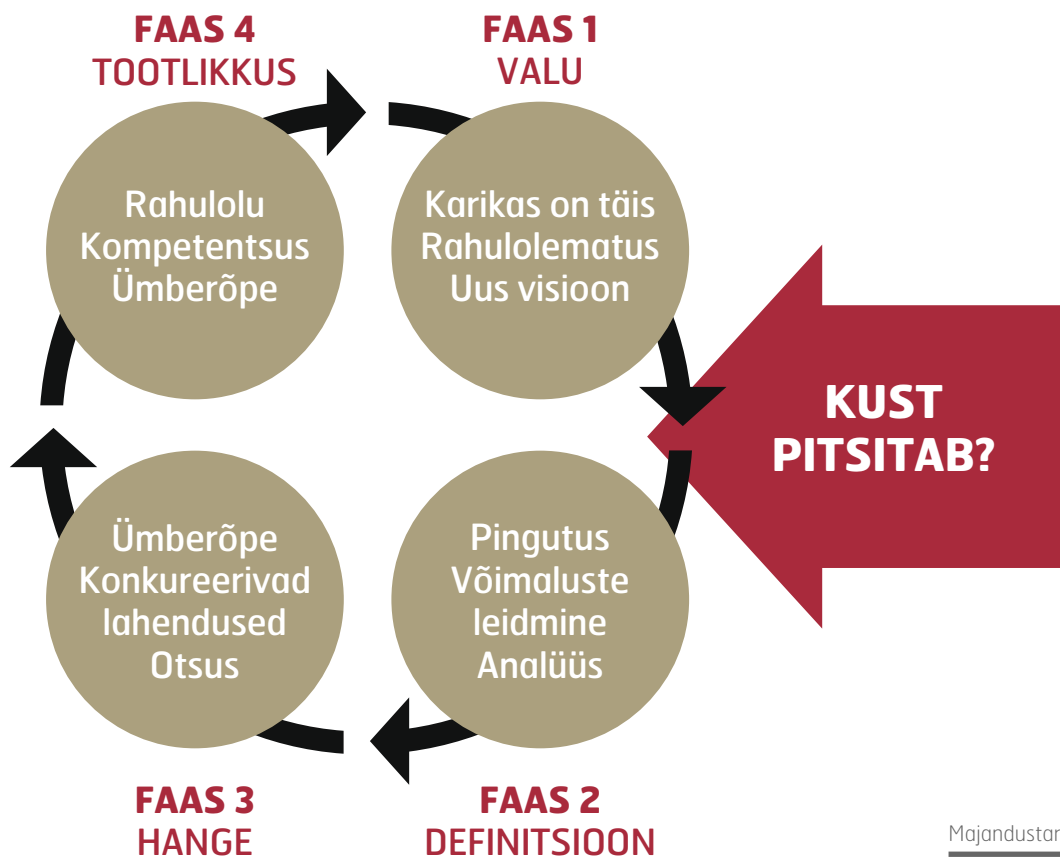 FAAS 4
TOOTLIKKUS
FAAS 1
VALU
Rahulolu
Kompetentsus
Ümberõpe
Karikas on täis
Rahulolematus
Uus visioon
KUST
PITSITAB?
Ümberõpe
Konkureerivad
lahendused
Otsus
Pingutus
Võimaluste
leidmine
Analüüs
FAAS 3
HANGE
FAAS 2
DEFINITSIOON